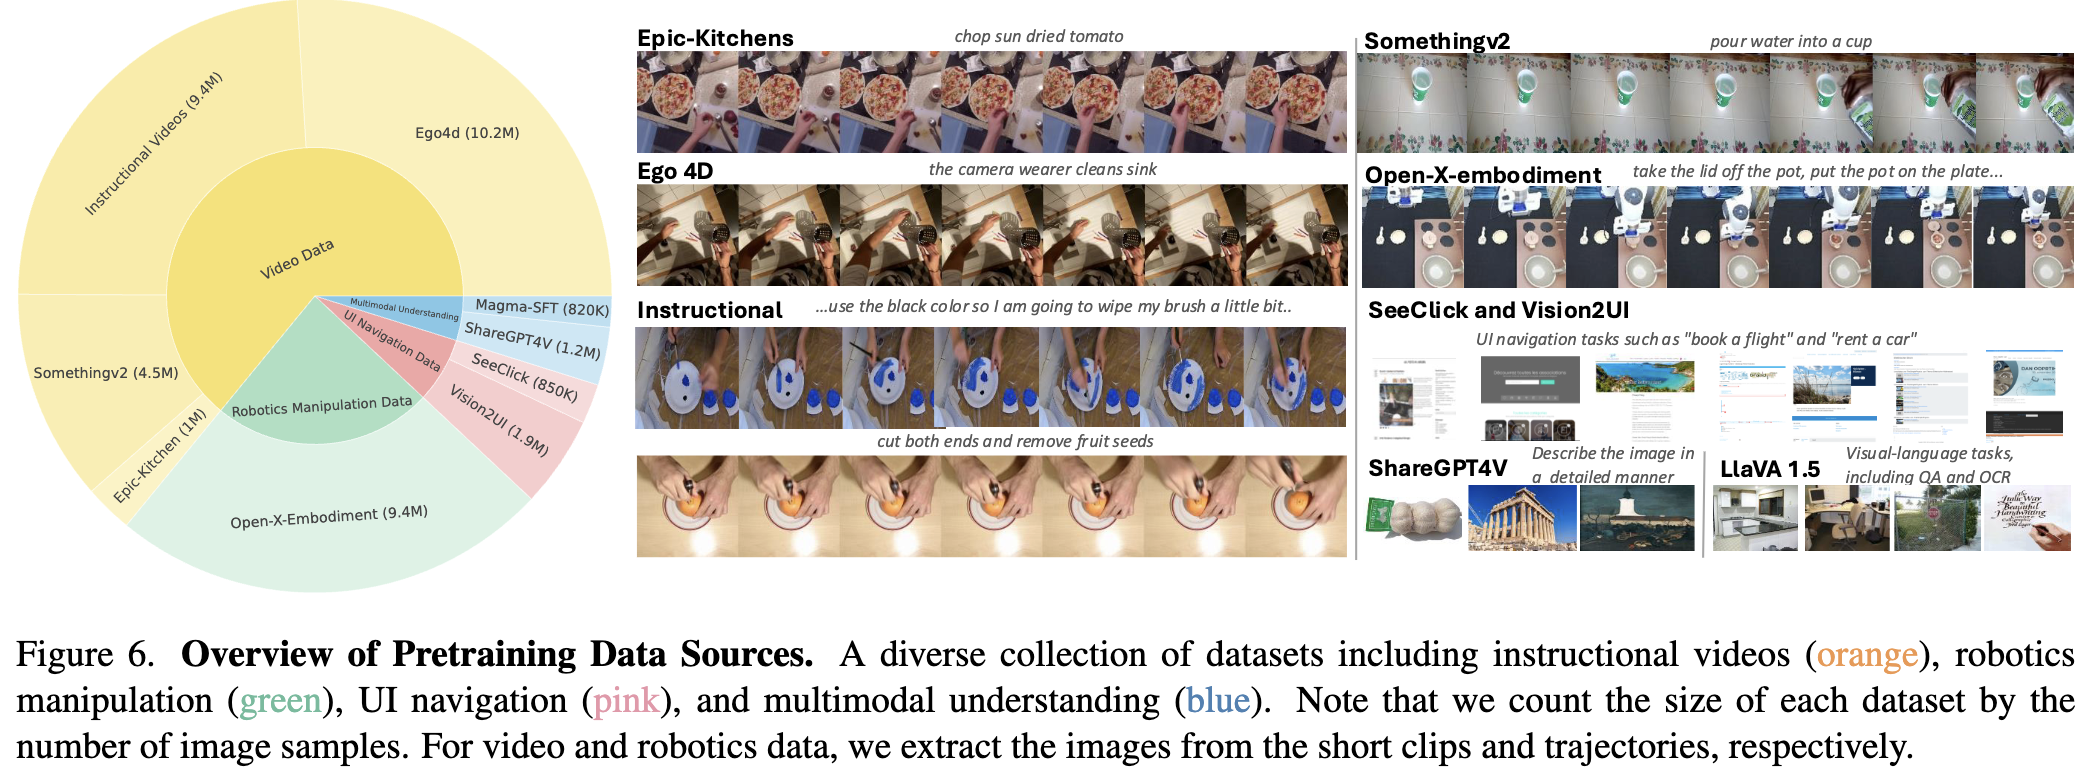 Instructional Videos (9.4M)
Ego4d (10.2M)
Video Data
Multimodal Understanding
Magma-SFT (820K)
ShareGPT4V (1.2M)
UI Navigation Data
SeeClick (850K)
Vision2UI (1.9M)
Somethingv2 (4.5M)
Robotics Manipulation Data
Epic-Kitchen (1M)
Open-X-Embodiment (9.4M)
Epic-Kitchens
chop sun dried tomato
Ego 4D
the camera wearer cleans sink
Instructional
...use the black color so I am going to wipe my brush a little bit..
cut both ends and remove fruit seeds
Somethingv2
pour water into a cup
Open-X-embodiment
take the lid off the pot, put the pot on the plate...
SeeClick and Vision2UI
UI navigation tasks such as "book a flight" and "rent a car"
ShareGPT4V
Describe the image in
a detailed manner
LlaVA 1.5
Visual-language tasks,
including QA and OCR
The
Italic Way
Beautiful
Handwriting
Figure 6. Overview of Pretraining Data Sources. A diverse collection of datasets including instructional videos (orange), robotics
manipulation (green), UI navigation (pink), and multimodal understanding (blue). Note that we count the size of each dataset by the
number of image samples. For video and robotics data, we extract the images from the short clips and trajectories, respectively.